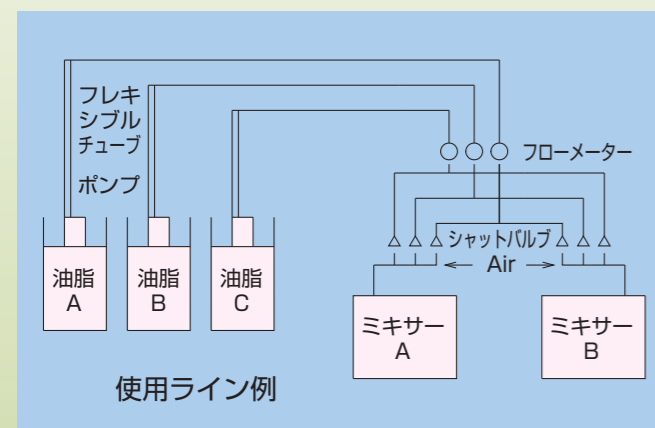 フレキ
シブル
チューブ
ポンプ
フローメーター
シャットバルブ
Air
油脂
A
油脂
B
油脂
C
ミキサー
A
ミキサー
B
使用ライン例